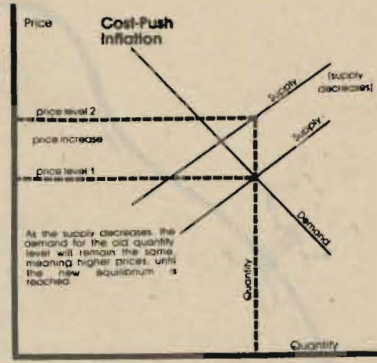 Price
Cost-Push
Inflation
Supply
(supply
decreases)
price level 2
Supply
price increase
price level 1
As the supply decreases, the
demand for the old quantity
level will remain the same,
meaning higher prices, until
the new equilibrium is
reached
Demand
Quantity
Quantity